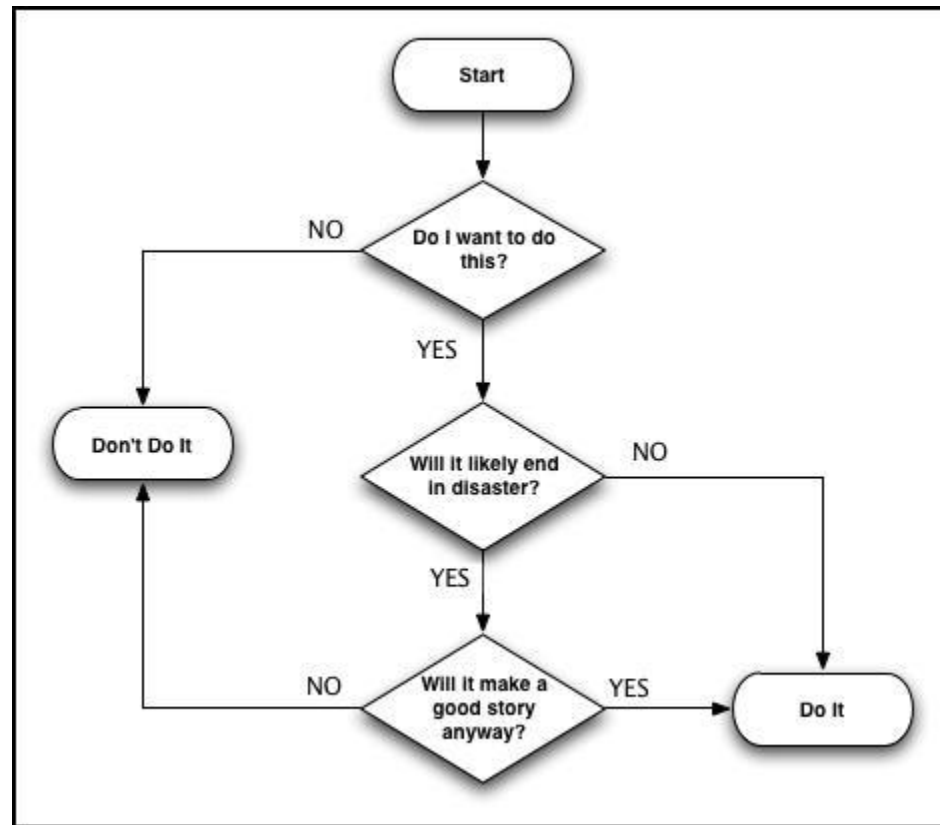 Start
NO
Do I want to do
this?
YES
Don't Do It
Will it likely end
in disaster?
NO
YES
NO
Will it make a
good story
anyway?
YES
Do It